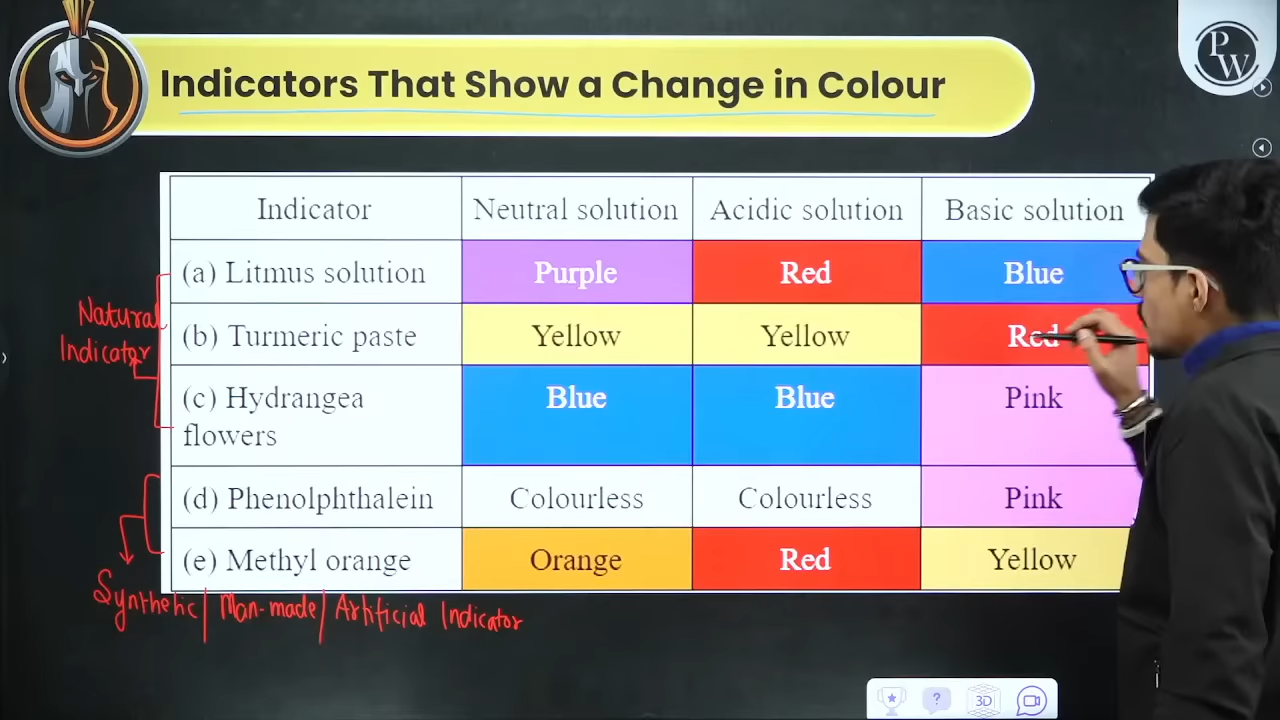 Indicators That Show a Change in Colour
PW
Indicator Neutral solution Acidic solution Basic solution
(a) Litmus solution Purple Red Blue
(b) Turmeric paste Yellow Yellow Red
(c) Hydrangea Blue Blue Pink
flowers
(d) Phenolphthalein Colourless Colourless Pink
(e) Methyl orange Orange Red Yellow
Natural
Indicator
Synthetic / Man-made / Artificial Indicator
?
3D